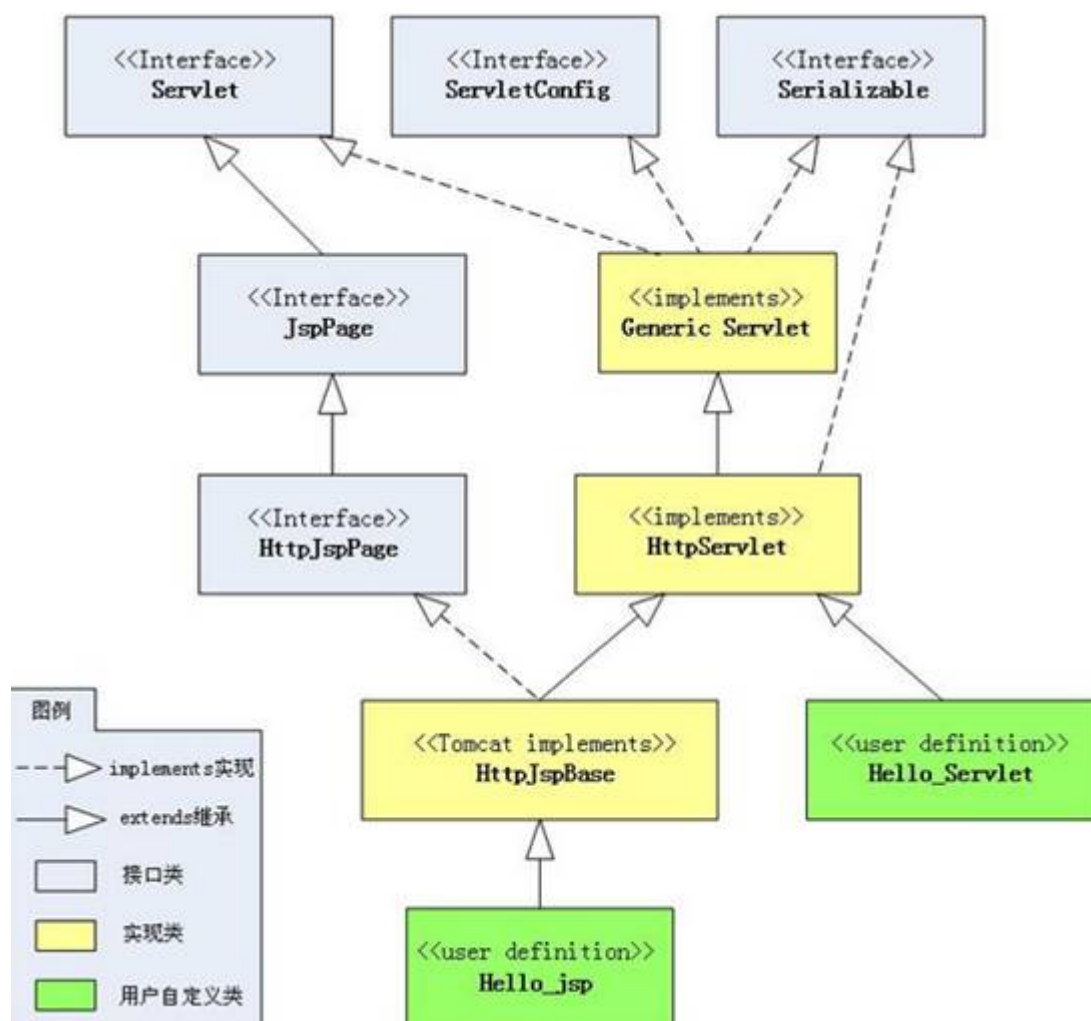 <<Interface>>
Servlet
<<Interface>>
ServletConfig
<<Interface>>
Serializable
<<Interface>>
JspPage
<<implements>>
Generic Servlet
<<Interface>>
HttpJspPage
<<implements>>
HttpServlet
<<Tomcat implements>>
HttpJspBase
<<user definition>>
Hello_Servlet
<<user definition>>
Hello_jsp
图例
implements实现
extends继承
接口类
实现类
用户自定义类